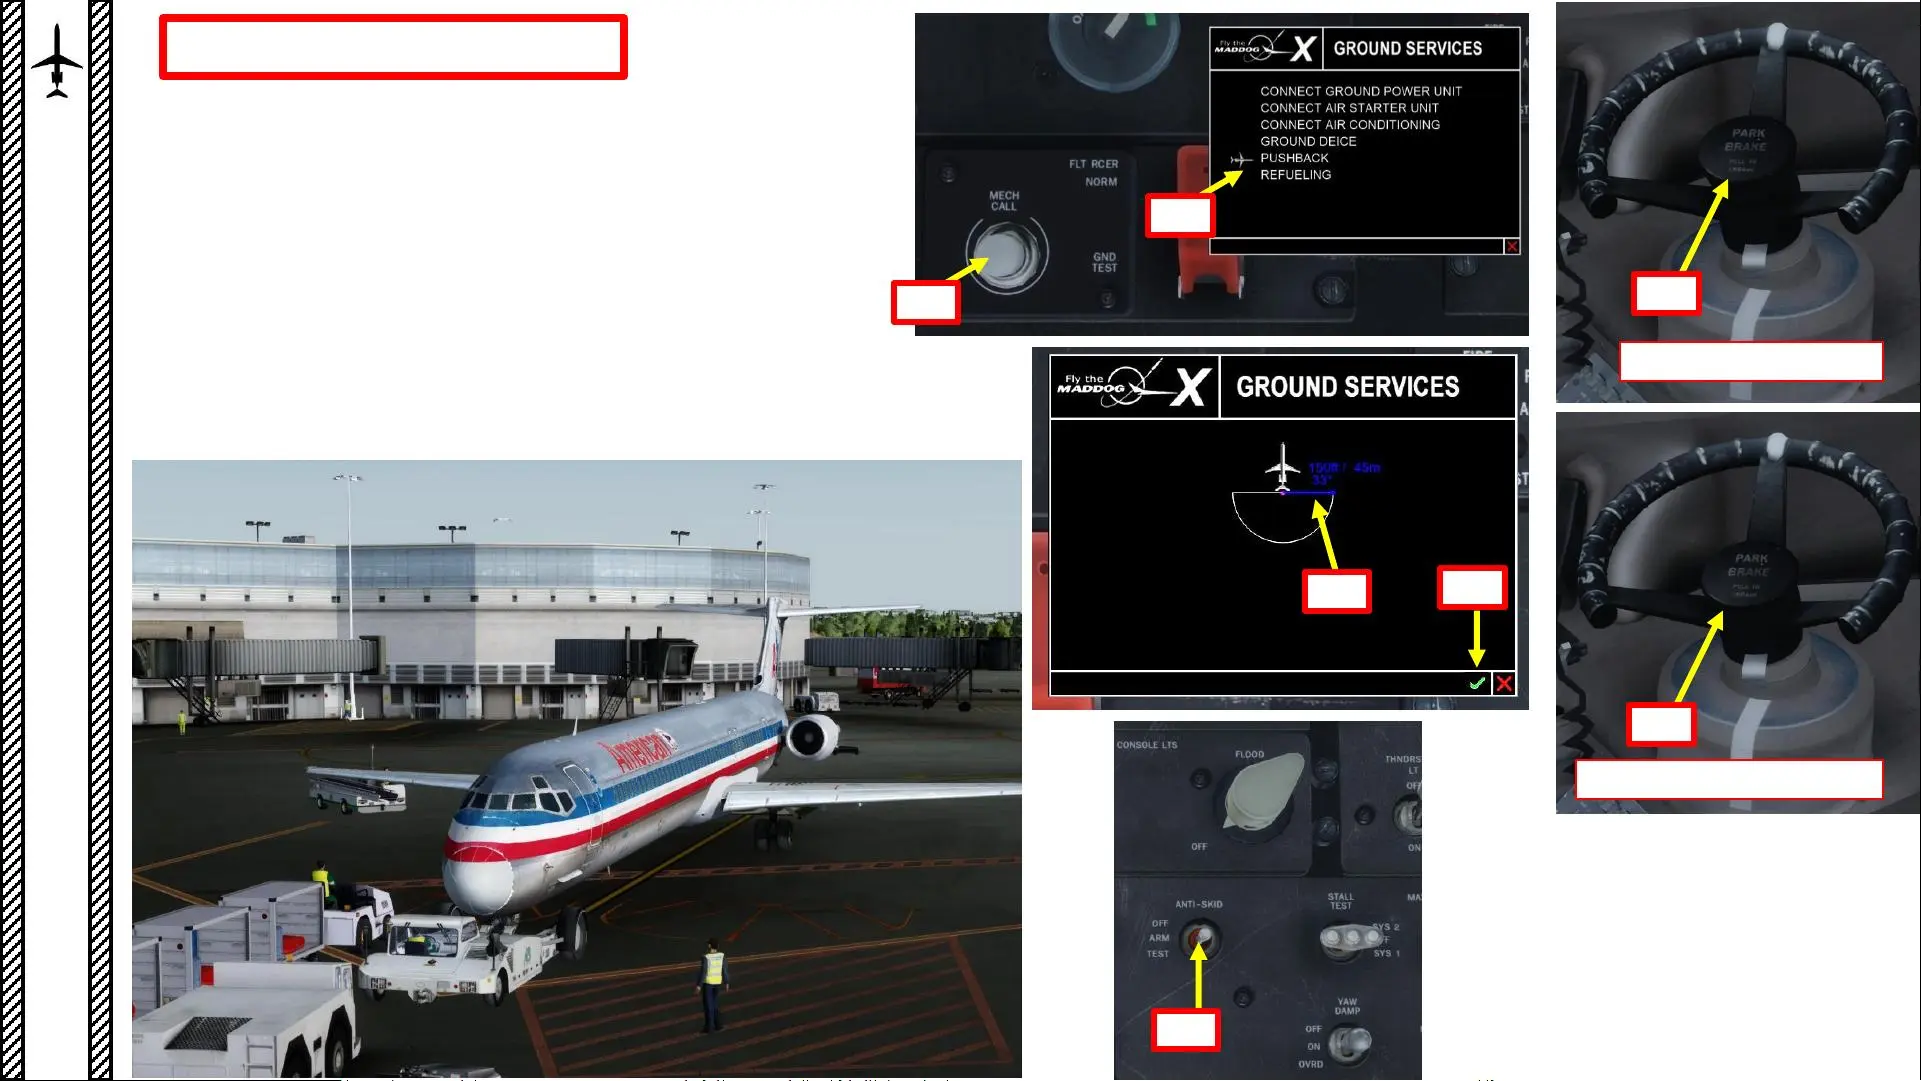 Fly the
MADDOG X
GROUND SERVICES
CONNECT GROUND POWER UNIT
CONNECT AIR STARTER UNIT
CONNECT AIR CONDITIONING
GROUND DEICE
PUSHBACK
REFUELING
FLT RCER
NORM
MECH
CALL
GND
TEST
PARK
BRAKE
Fly the
MADDOG X
GROUND SERVICES
150ft / 45m
33°
PARK
BRAKE
American
CONSOLE LTS
FLOOD
OFF
THNDRS
LT
OFF
ON
ANTI-SKID
OFF
ARM
TEST
STALL
TEST
SYS 2
SYS 1
MA
YAW
DAMP
OFF
ON
OVRD